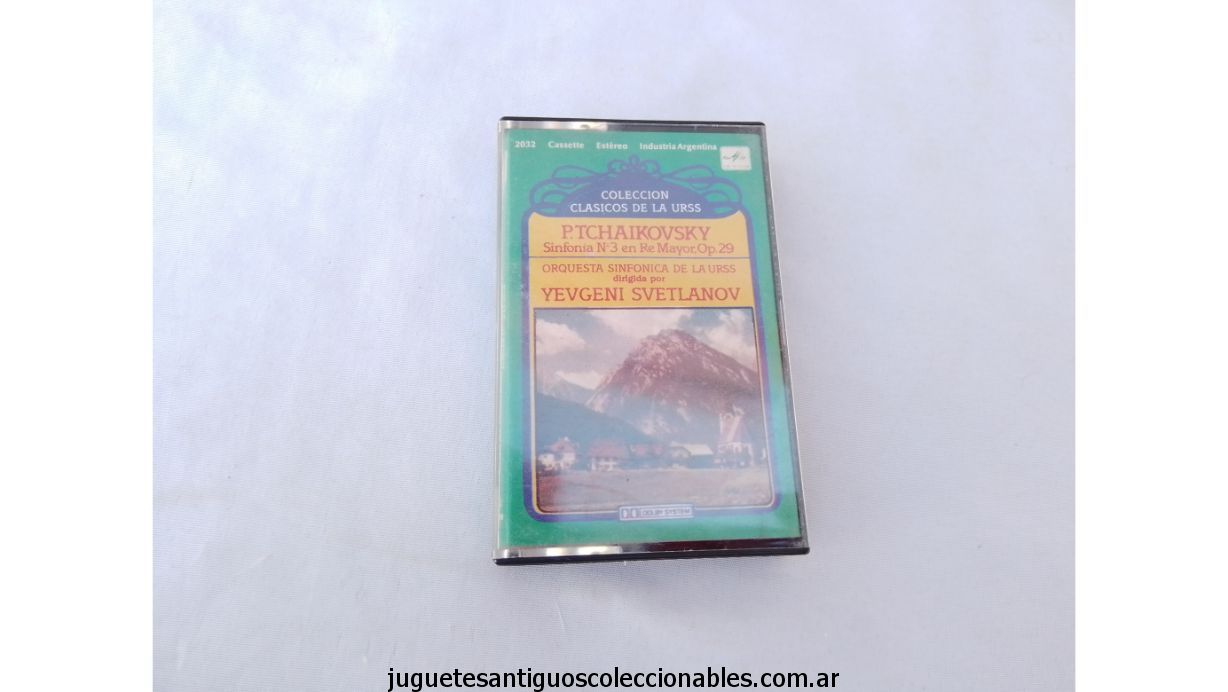 2032 Cassette Estéreo Industria Argentina
COLECCION
CLASICOS DE LA URSS
P. TCHAIKOVSKY
Sinfonía Nº3 en Re Mayor, Op. 29
ORQUESTA SINFONICA DE LA URSS
dirigida por
YEVGENI SVETLANOV
DOLBY SYSTEM
juguetesantiguoscoleccionables.com.ar